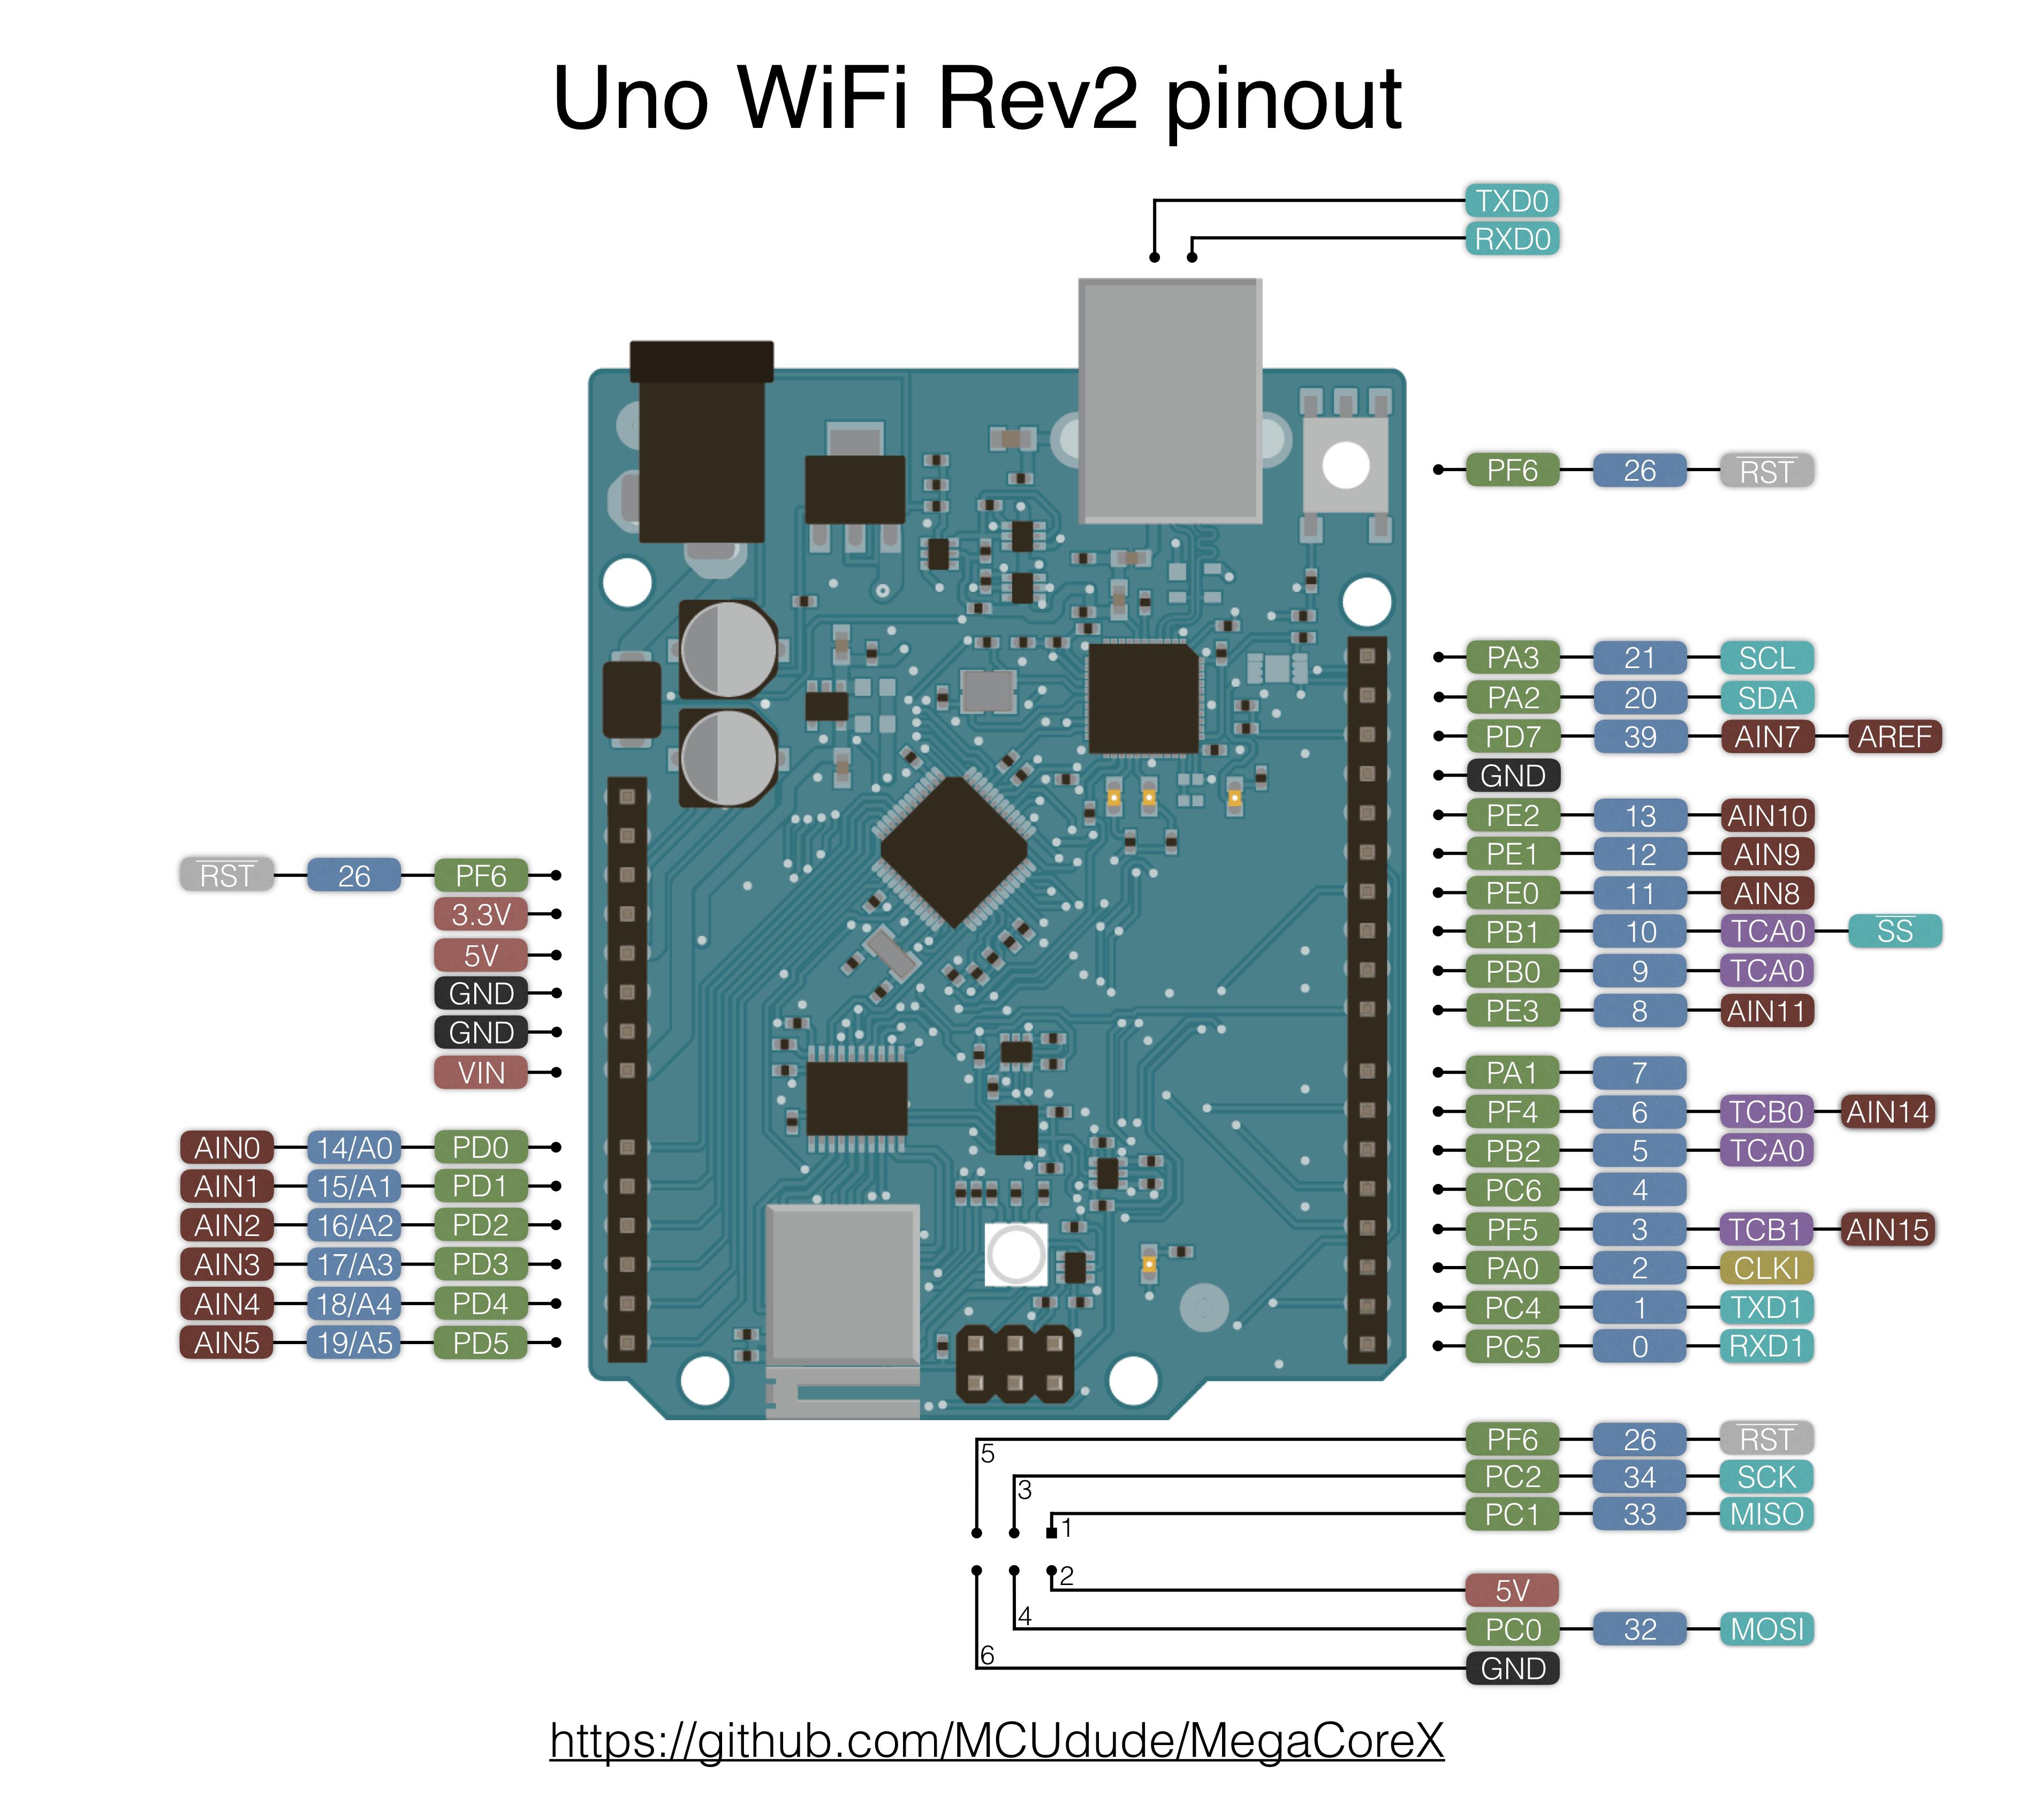 Uno WiFi Rev2 pinout
TXD0
RXD0
PF6 26 RST
PA3 21 SCL
PA2 20 SDA
PD7 39 AIN7 AREF
GND
PE2 13 AIN10
PE1 12 AIN9
PE0 11 AIN8
PB1 10 TCA0 SS
PB0 9 TCA0
PE3 8 AIN11
PA1 7
PF4 6 TCB0 AIN14
PB2 5 TCA0
PC6 4
PF5 3 TCB1 AIN15
PA0 2 CLKI
PC4 1 TXD1
PC5 0 RXD1
RST 26 PF6
3.3V
5V
GND
GND
VIN
AIN0 14/A0 PD0
AIN1 15/A1 PD1
AIN2 16/A2 PD2
AIN3 17/A3 PD3
AIN4 18/A4 PD4
AIN5 19/A5 PD5
5 PF6 26 RST
3 PC2 34 SCK
1 PC1 33 MISO
2 5V
4 PC0 32 MOSI
6 GND
https://github.com/MCUdude/MegaCoreX